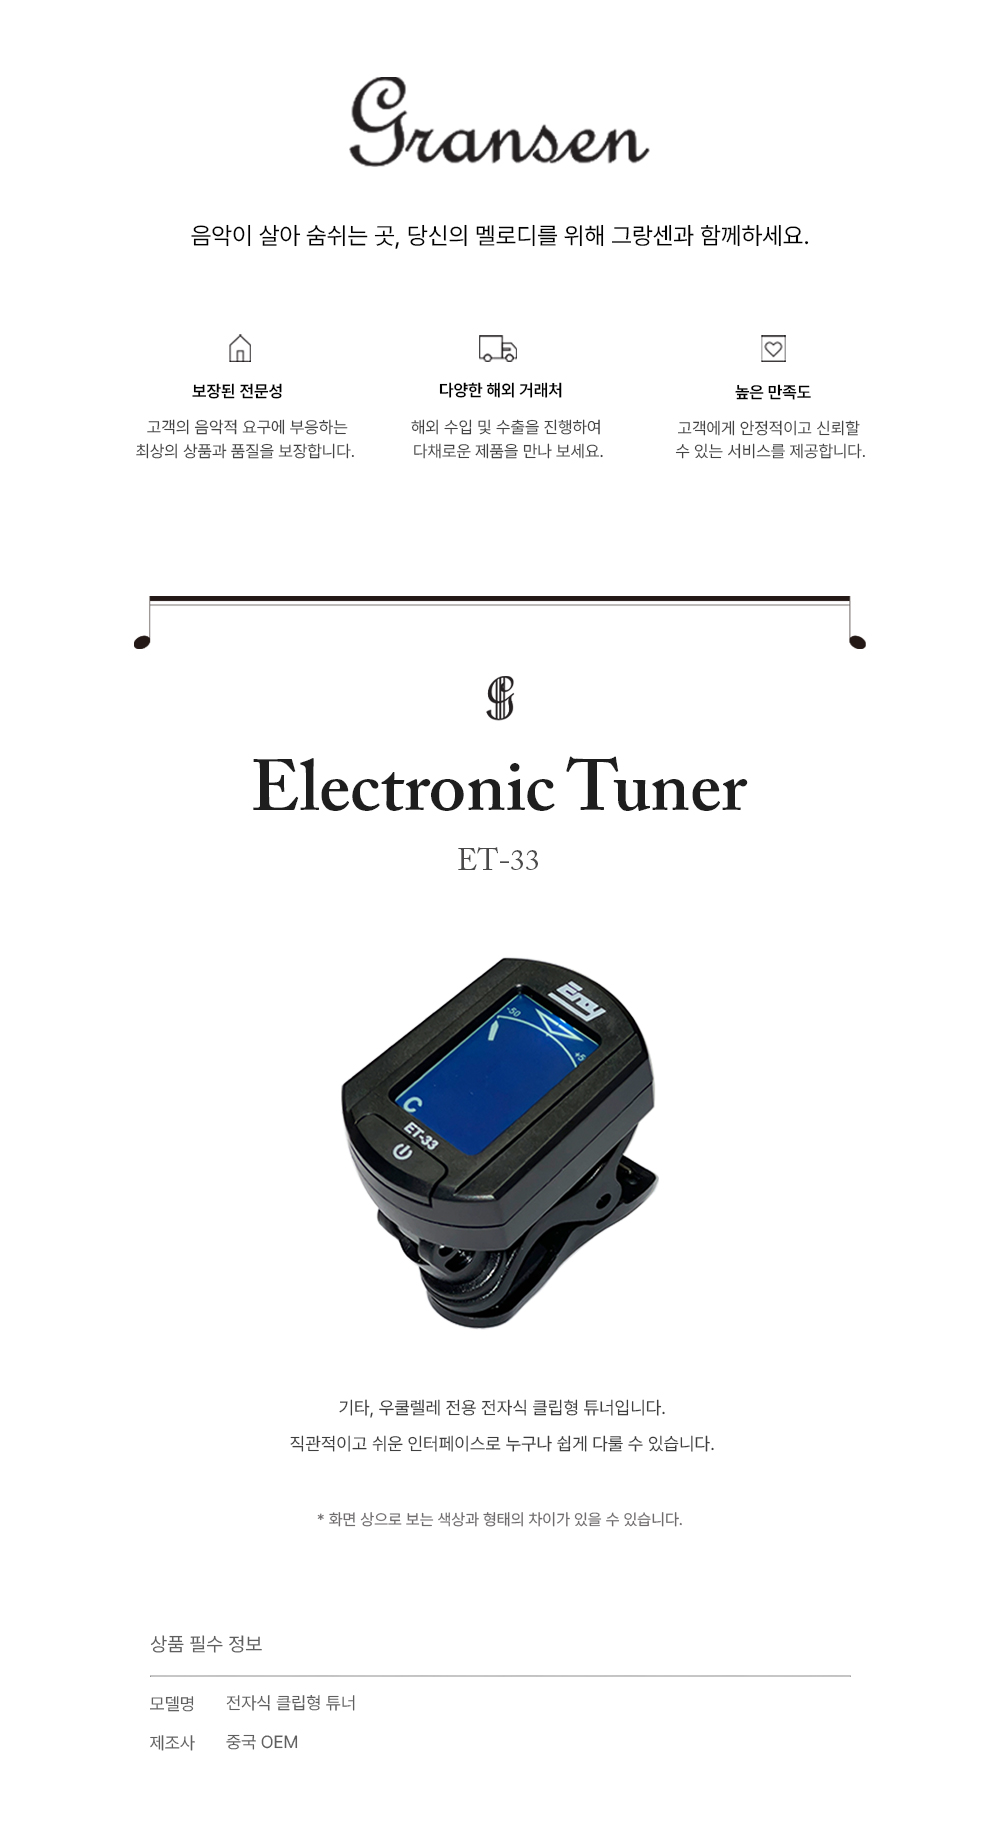 Gransen
음악이 살아 숨쉬는 곳, 당신의 멜로디를 위해 그랑센과 함께하세요.
보장된 전문성
고객의 음악적 요구에 부응하는
최상의 상품과 품질을 보장합니다.
다양한 해외 거래처
해외 수입 및 수출을 진행하여
다채로운 제품을 만나 보세요.
높은 만족도
고객에게 안정적이고 신뢰할
수 있는 서비스를 제공합니다.
Electronic Tuner
ET-33
Eno
-50
+5
C
ET-33
기타, 우쿨렐레 전용 전자식 클립형 튜너입니다.
직관적이고 쉬운 인터페이스로 누구나 쉽게 다룰 수 있습니다.
* 화면 상으로 보는 색상과 형태의 차이가 있을 수 있습니다.
상품 필수 정보
모델명 전자식 클립형 튜너
제조사 중국 OEM